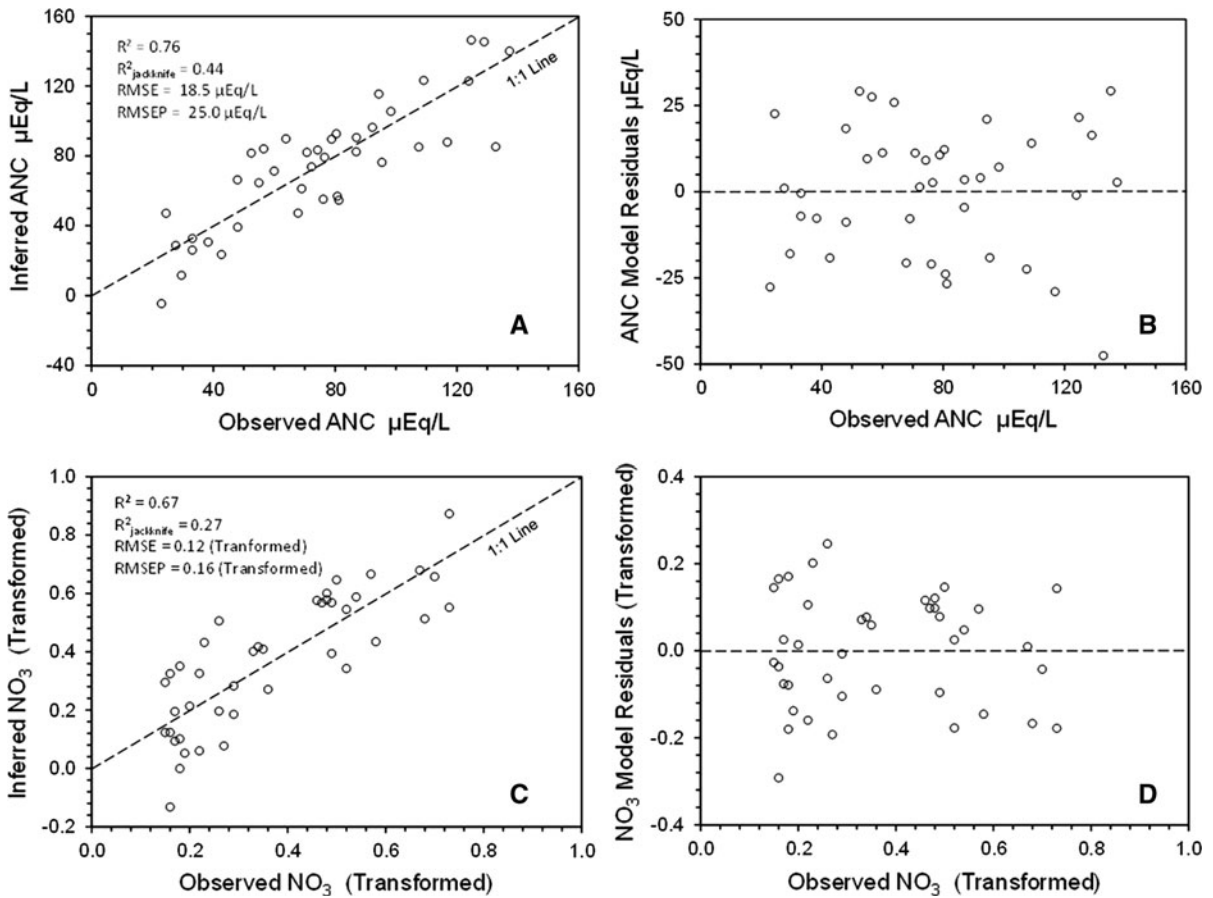 160
120
80
40
0
-40
Inferred ANC µEq/L
R² = 0.76
R²jackknife = 0.44
RMSE = 18.5 µEq/L
RMSEP = 25.0 µEq/L
1:1 Line
A
0 40 80 120 160
Observed ANC µEq/L
50
25
0
-25
-50
ANC Model Residuals µEq/L
B
0 40 80 120 160
Observed ANC µEq/L
1.0
0.8
0.6
0.4
0.2
0.0
-0.2
Inferred NO₃ (Transformed)
R² = 0.67
R²jackknife = 0.27
RMSE = 0.12 (Tranformed)
RMSEP = 0.16 (Transformed)
1:1 Line
C
0.0 0.2 0.4 0.6 0.8 1.0
Observed NO₃ (Transformed)
0.4
0.2
0.0
-0.2
-0.4
NO₃ Model Residuals (Transformed)
D
0.0 0.2 0.4 0.6 0.8 1.0
Observed NO₃ (Transformed)